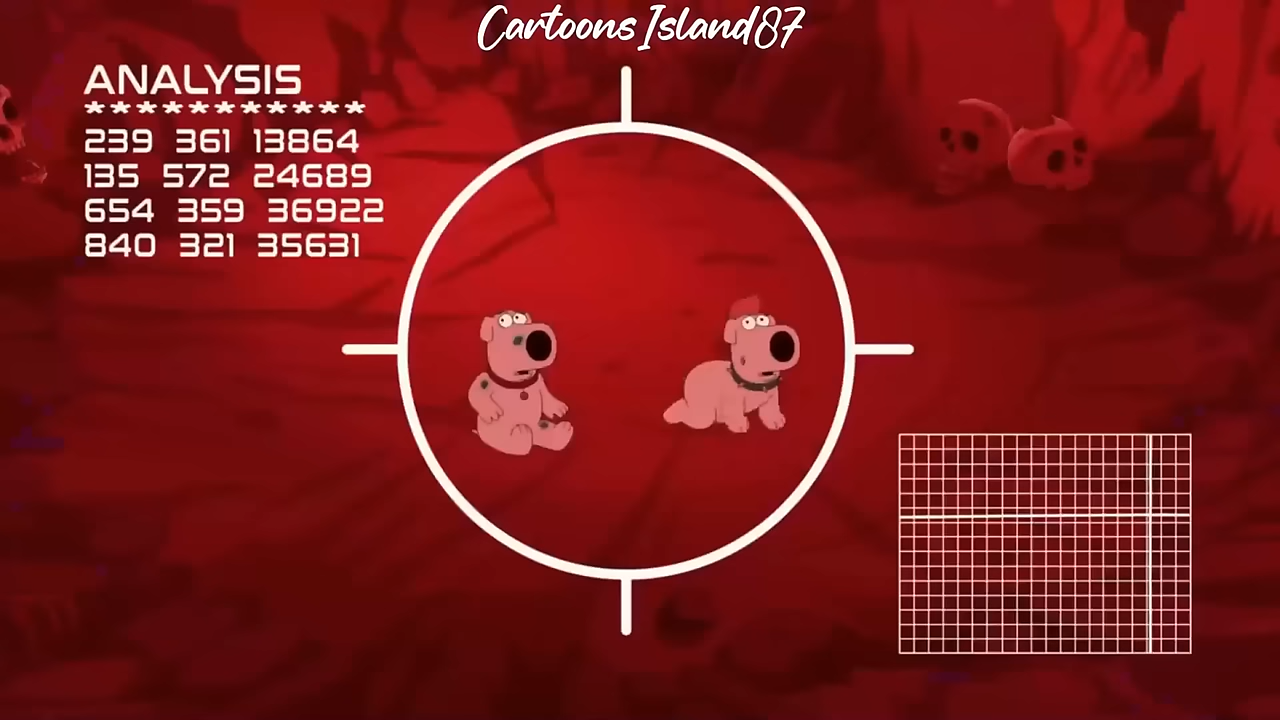 Cartoons Island87
ANALYSIS
***********
239 361 13864
135 572 24689
654 359 36922
840 321 35631